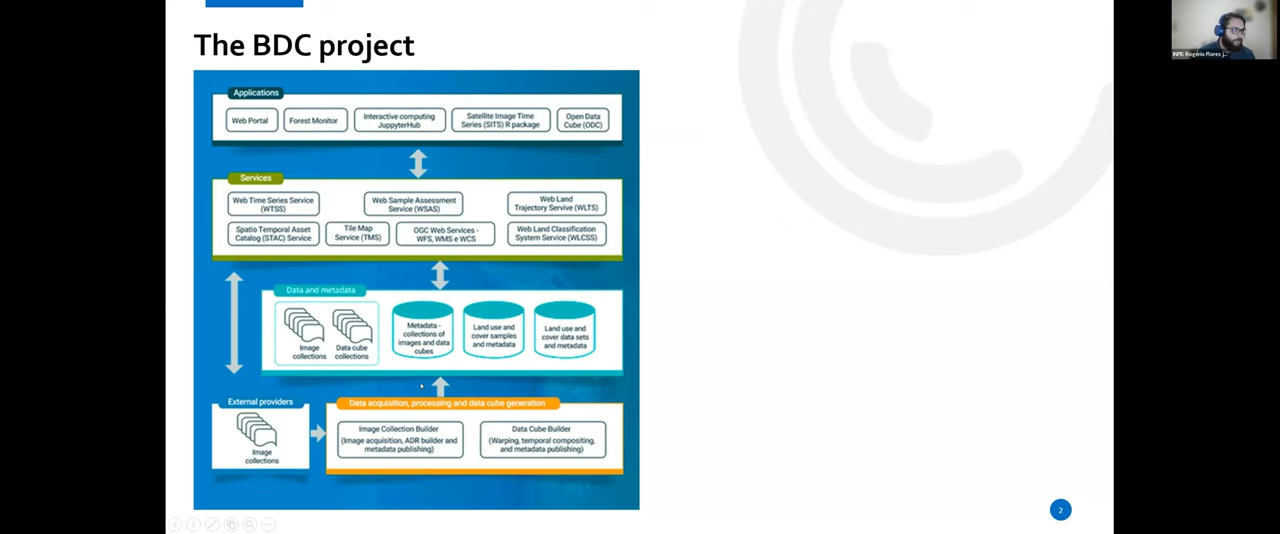 The BDC project
INPE: Rogério Flores j...
Applications
Web Portal
Forest Monitor
Interactive computing
JuppyterHub
Satellite Image Time
Series (SITS) R package
Open Data
Cube (ODC)
Services
Web Time Series Service
(WTSS)
Web Sample Assessment
Service (WSAS)
Web Land
Trajectory Servive (WLTS)
Spatio Temporal Asset
Catalog (STAC) Service
Tile Map
Service (TMS)
OGC Web Services -
WFS, WMS e WCS
Web Land Classification
System Service (WLCSS)
Data and metadata
Image
collections
Data cube
collections
Metadata -
collections of
images and data
cubes
Land use and
cover samples
and metadata
Land use and
cover data sets
and metadata
External providers
Image
collections
Data acquisition, processing and data cube generation
Image Collection Builder
(Image acquisition, ADR builder and
metadata publishing)
Data Cube Builder
(Warping, temporal compositing,
and metadata publishing)
2